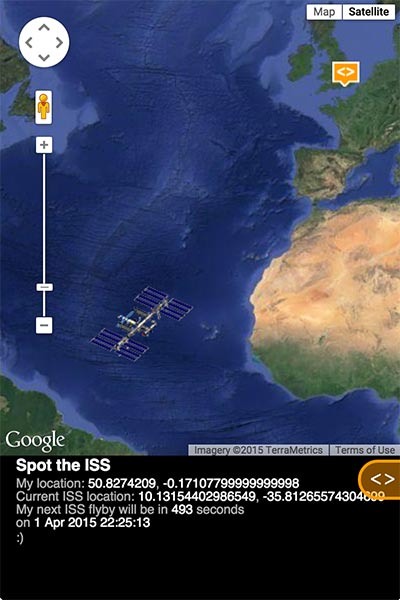 Map Satellite
<>
+
−
Google
Imagery ©2015 TerraMetrics Terms of Use
Spot the ISS
My location: 50.8274209, -0.17107799999999998
Current ISS location: 10.13154402986549, -35.81265574304699
<>
My next ISS flyby will be in 493 seconds
on 1 Apr 2015 22:25:13
:)